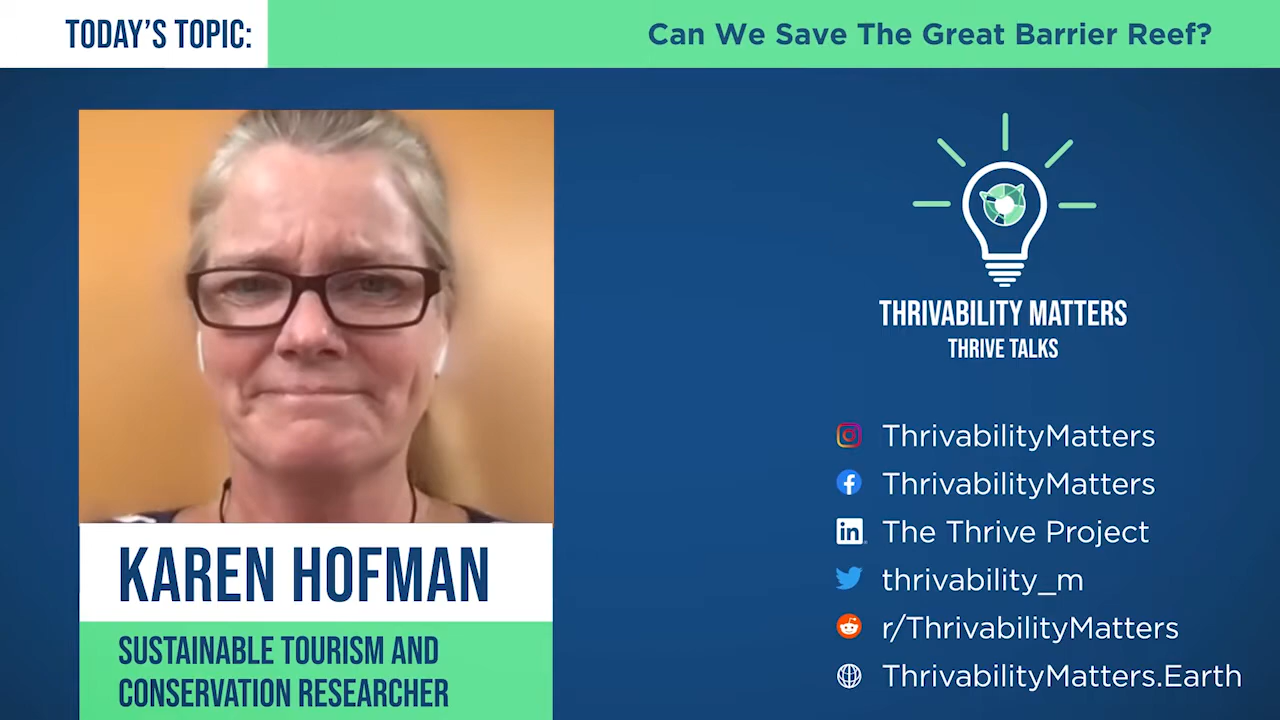 TODAY'S TOPIC:
Can We Save The Great Barrier Reef?
THRIVABILITY MATTERS
THRIVE TALKS
ThrivabilityMatters
ThrivabilityMatters
The Thrive Project
thrivability_m
r/ThrivabilityMatters
ThrivabilityMatters.Earth
KAREN HOFMAN
SUSTAINABLE TOURISM AND
CONSERVATION RESEARCHER